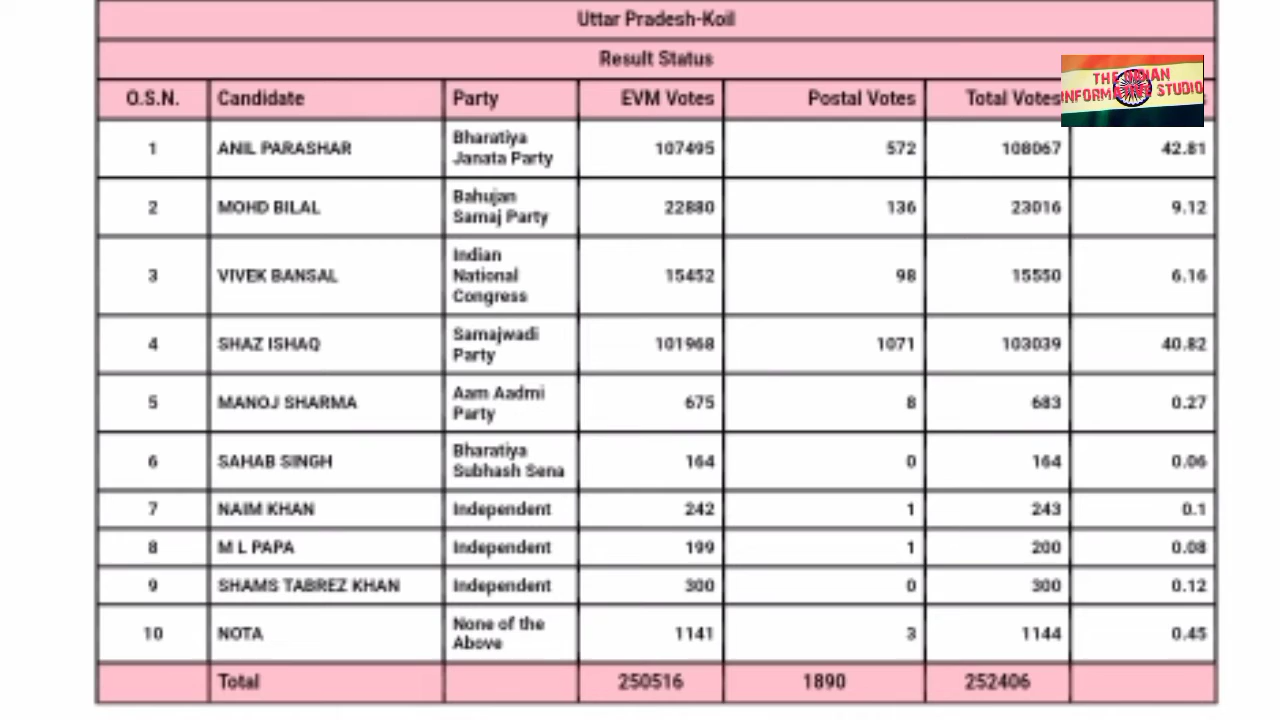 Uttar Pradesh-Koil
Result Status
O.S.N. Candidate Party EVM Votes Postal Votes Total Votes
THE INDIAN
INFORMATIVE STUDIO
1 ANIL PARASHAR Bharatiya Janata Party 107495 572 108067 42.81
2 MOHD BILAL Bahujan Samaj Party 22880 136 23016 9.12
3 VIVEK BANSAL Indian National Congress 15452 98 15550 6.16
4 SHAZ ISHAQ Samajwadi Party 101968 1071 103039 40.82
5 MANOJ SHARMA Aam Aadmi Party 675 8 683 0.27
6 SAHAB SINGH Bharatiya Subhash Sena 164 0 164 0.06
7 NAIM KHAN Independent 242 1 243 0.1
8 M L PAPA Independent 199 1 200 0.08
9 SHAMS TABREZ KHAN Independent 300 0 300 0.12
10 NOTA None of the Above 1141 3 1144 0.45
Total 250516 1890 252406